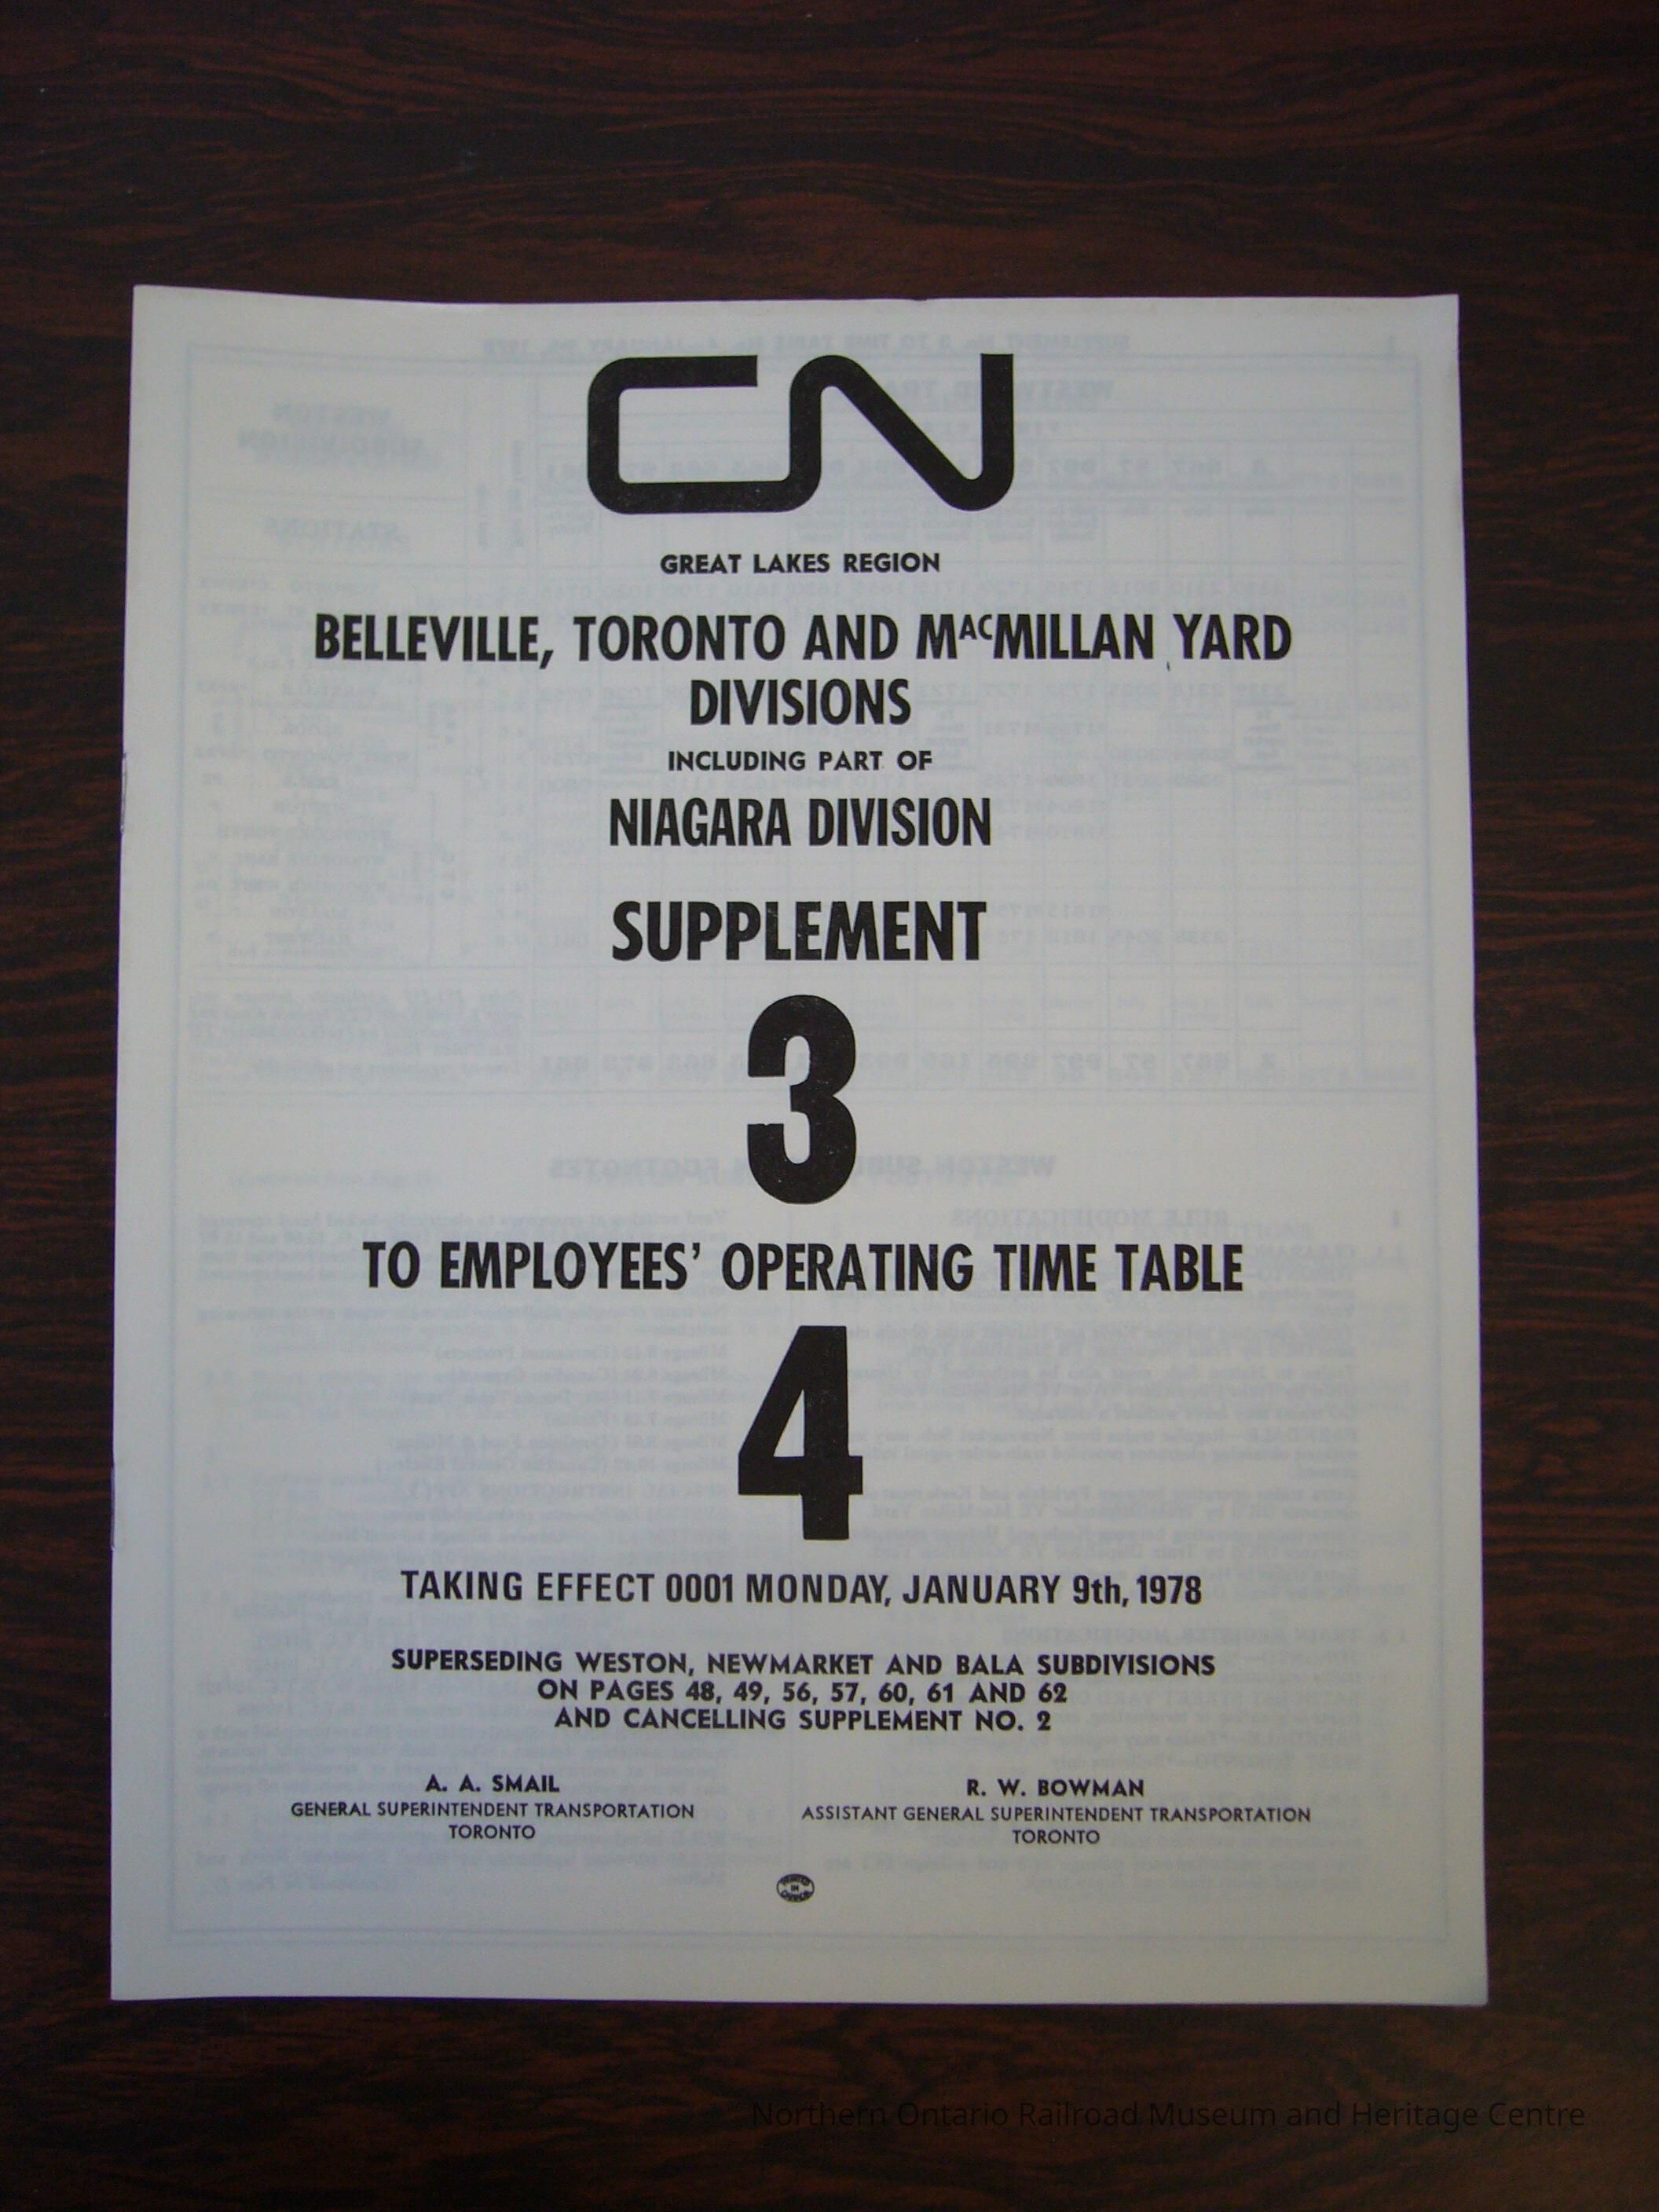 CN
GREAT LAKES REGION
BELLEVILLE, TORONTO AND MACMILLAN YARD
DIVISIONS
INCLUDING PART OF
NIAGARA DIVISION
SUPPLEMENT
3
TO EMPLOYEES' OPERATING TIME TABLE
4
TAKING EFFECT 0001 MONDAY, JANUARY 9th, 1978
SUPERSEDING WESTON, NEWMARKET AND BALA SUBDIVISIONS
ON PAGES 48, 49, 56, 57, 60, 61 AND 62
AND CANCELLING SUPPLEMENT NO. 2
A. A. SMAIL
GENERAL SUPERINTENDENT TRANSPORTATION
TORONTO
R. W. BOWMAN
ASSISTANT GENERAL SUPERINTENDENT TRANSPORTATION
TORONTO
Northern Ontario Railroad Museum and Heritage Centre